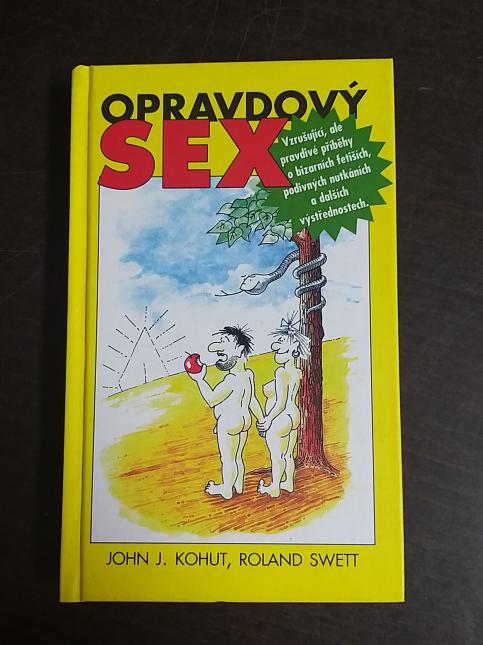 OPRAVDOVÝ
SEX
Vzrušující, ale
pravdivé příběhy
o bizarních fetiších,
podivných nutkáních
a dalších
výstřednostech.
JOHN J. KOHUT, ROLAND SWETT